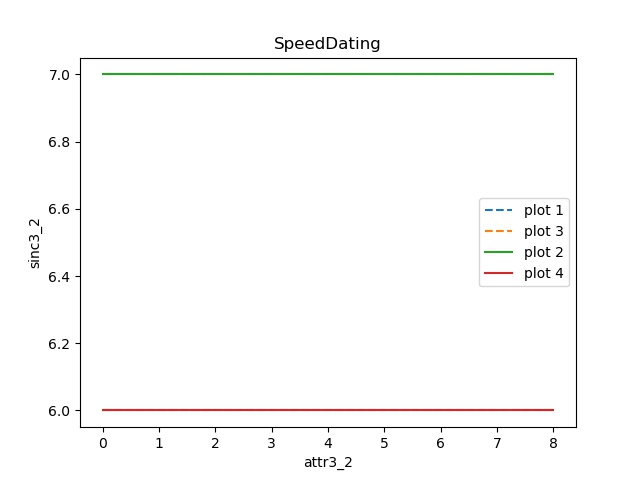 SpeedDating
7.0
6.8
6.6
6.4
6.2
6.0
sinc3_2
plot 1
plot 3
plot 2
plot 4
0 1 2 3 4 5 6 7 8
attr3_2